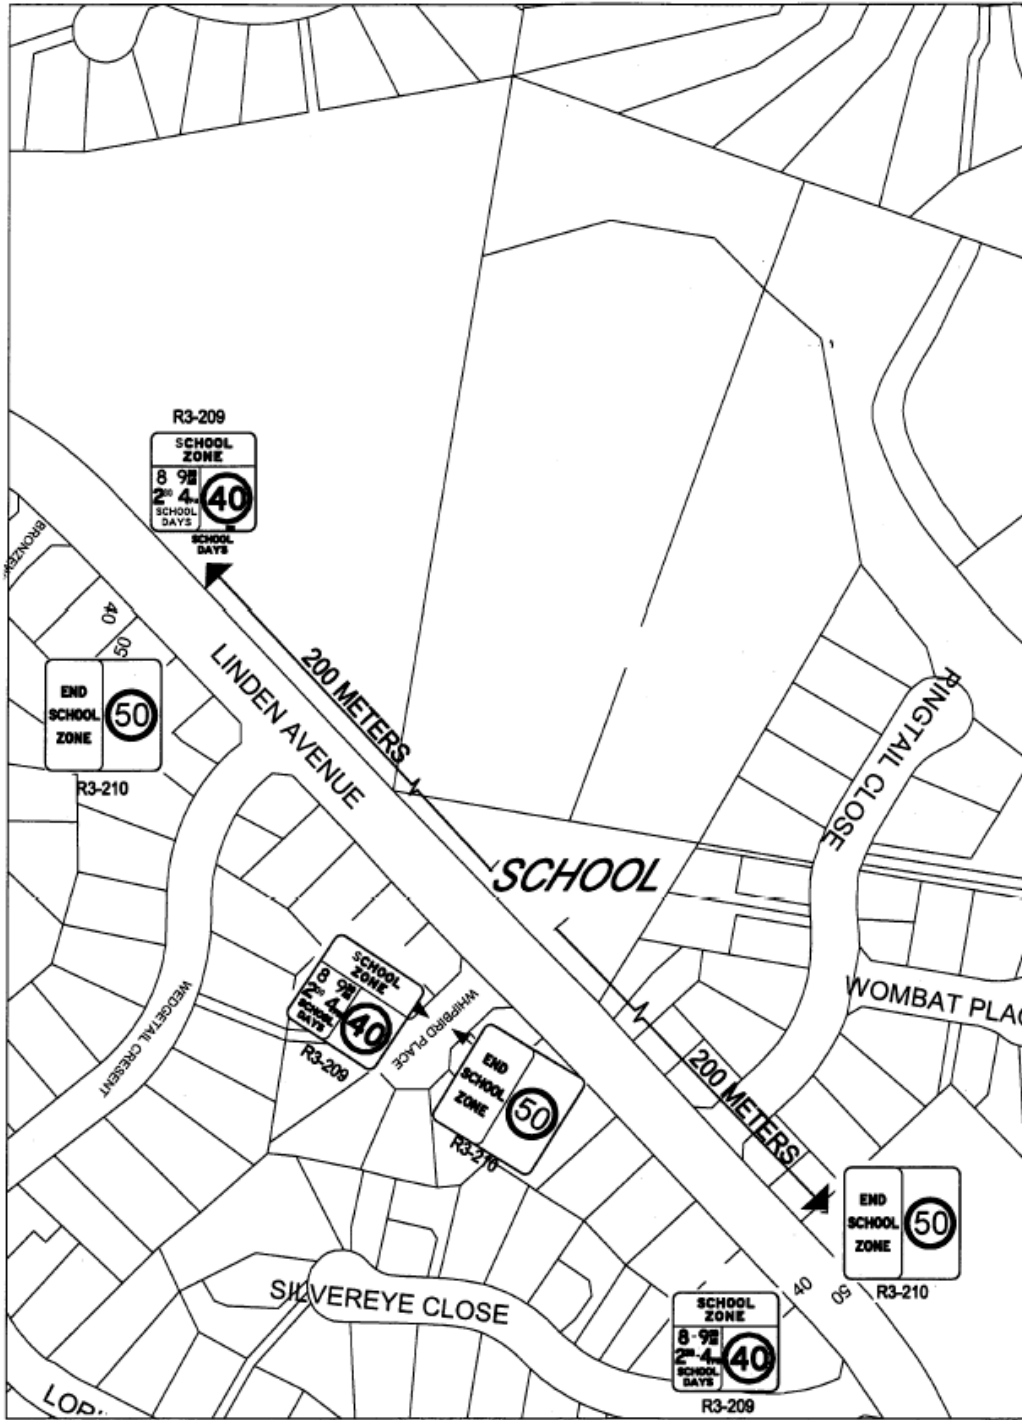 R3-209
SCHOOL
ZONE
8 9
2 4
SCHOOL
DAYS
40
SCHOOL
DAYS
40
50
END
SCHOOL
ZONE
50
R3-210
LINDEN AVENUE
200 METERS
SCHOOL
PINGTAIL CLOSE
WOMBAT PLAC
WEDGETAIL CRESENT
SCHOOL
ZONE
8 9
2 4
SCHOOL
DAYS
40
R3-209
WHIPBIRD PLACE
END
SCHOOL
ZONE
50
R3-210
200 METERS
END
SCHOOL
ZONE
50
R3-210
40
50
SILVEREYE CLOSE
SCHOOL
ZONE
8-9
2-4
SCHOOL
DAYS
40
R3-209